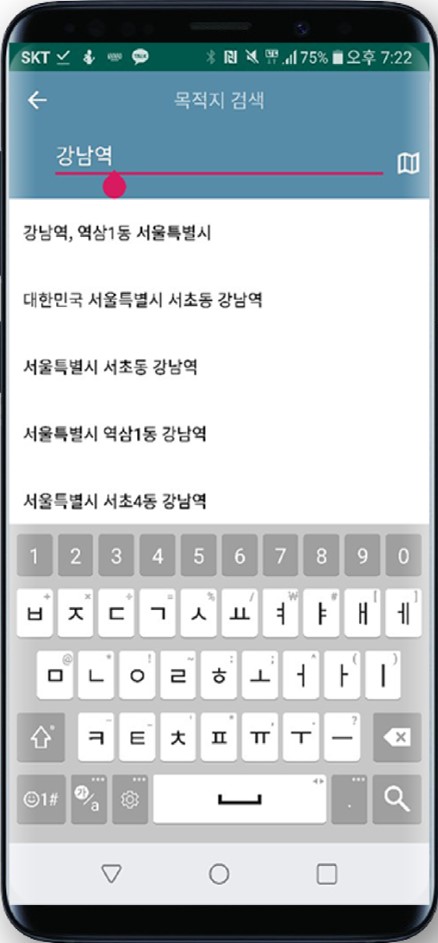 SKT 75% 오후 7:22
목적지 검색
강남역
강남역, 역삼1동 서울특별시
대한민국 서울특별시 서초동 강남역
서울특별시 서초동 강남역
서울특별시 역삼1동 강남역
서울특별시 서초4동 강남역
1 2 3 4 5 6 7 8 9 0
ㅂ ㅈ ㄷ ㄱ ㅅ ㅛ ㅕ ㅑ ㅐ ㅔ
ㅁ ㄴ ㅇ ㄹ ㅎ ㅗ ㅓ ㅏ ㅣ
ㅋ ㅌ ㅊ ㅍ ㅠ ㅜ ㅡ
1# 가/a .